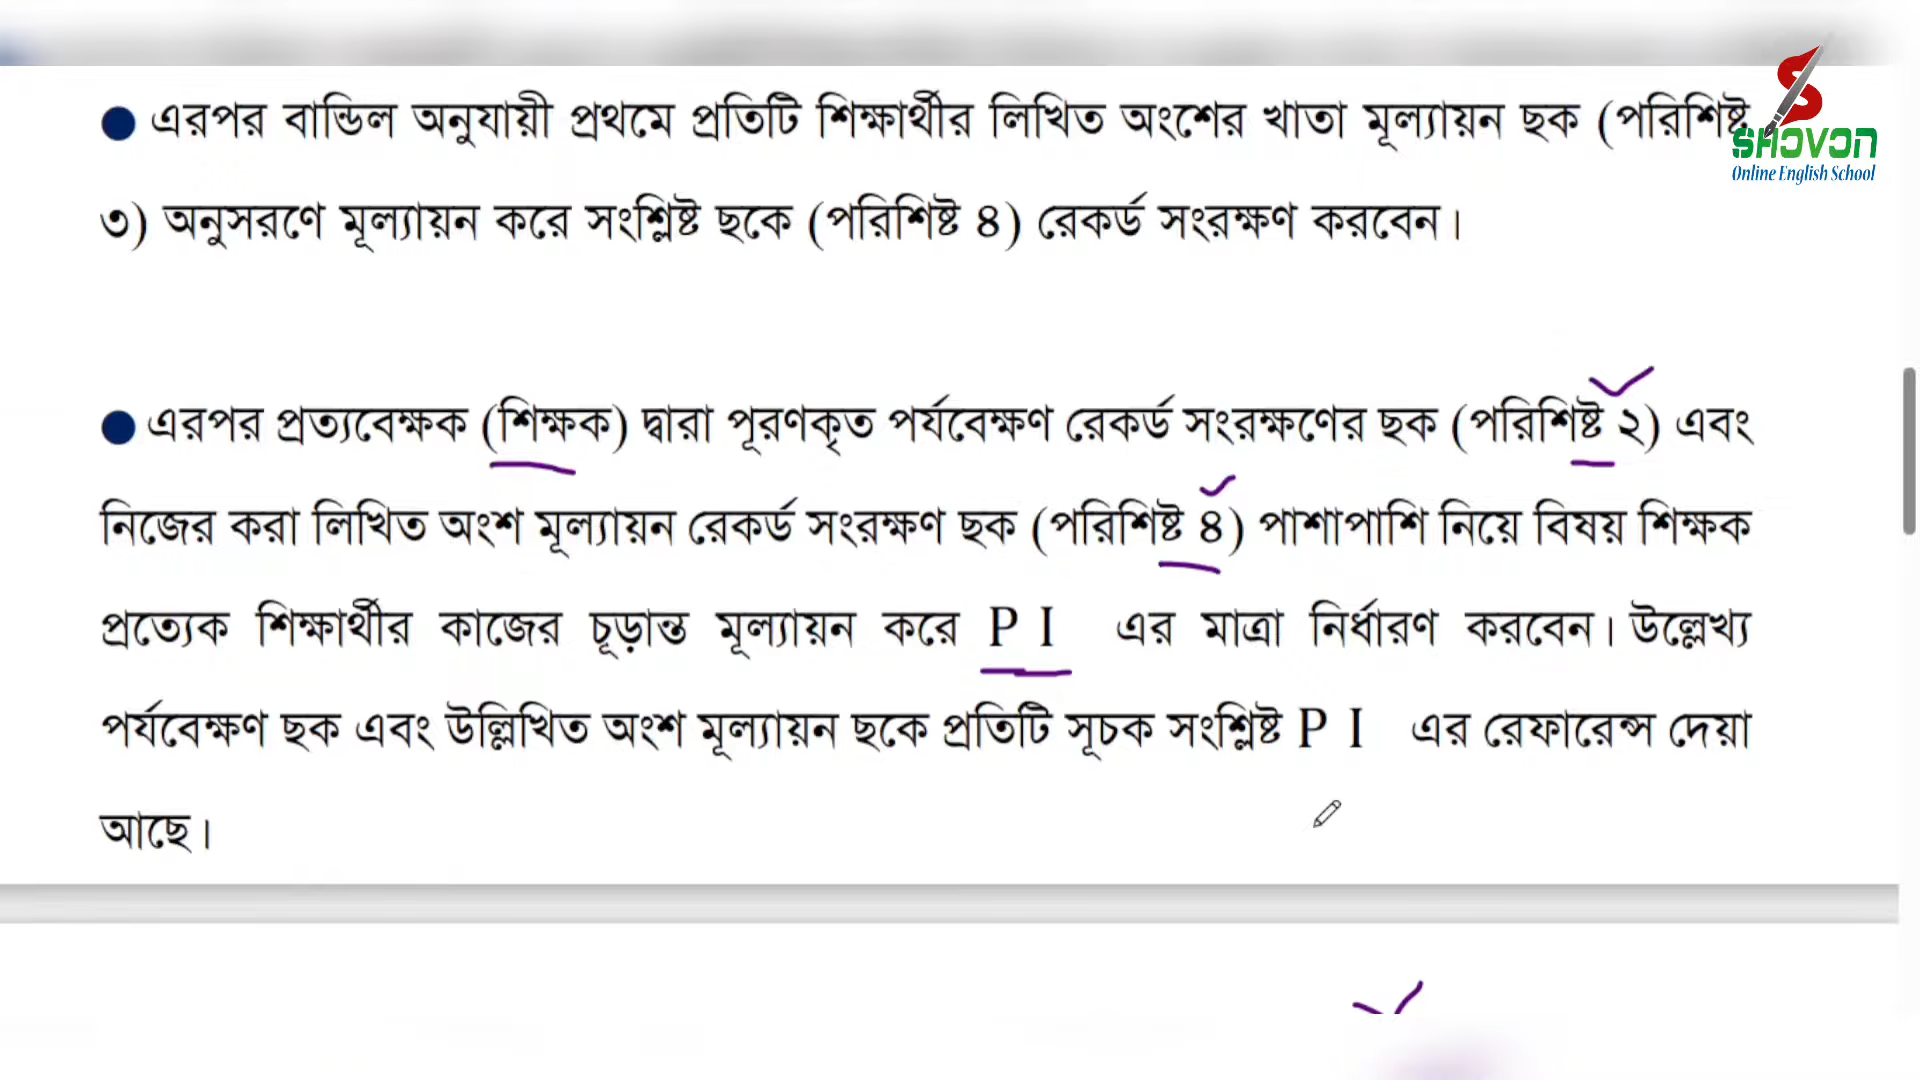 ● এরপর বান্ডিল অনুযায়ী প্রথমে প্রতিটি শিক্ষার্থীর লিখিত অংশের খাতা মূল্যায়ন ছক (পরিশিষ্ট
৩) অনুসরণে মূল্যায়ন করে সংশ্লিষ্ট ছকে (পরিশিষ্ট ৪) রেকর্ড সংরক্ষণ করবেন।
● এরপর প্রত্যবেক্ষক (শিক্ষক) দ্বারা পূরণকৃত পর্যবেক্ষণ রেকর্ড সংরক্ষণের ছক (পরিশিষ্ট ২) এবং
নিজের করা লিখিত অংশ মূল্যায়ন রেকর্ড সংরক্ষণ ছক (পরিশিষ্ট ৪) পাশাপাশি নিয়ে বিষয় শিক্ষক
প্রত্যেক শিক্ষার্থীর কাজের চূড়ান্ত মূল্যায়ন করে P I এর মাত্রা নির্ধারণ করবেন। উল্লেখ্য
পর্যবেক্ষণ ছক এবং উল্লিখিত অংশ মূল্যায়ন ছকে প্রতিটি সূচক সংশ্লিষ্ট P I এর রেফারেন্স দেয়া
আছে।
SHOVON
Online English School